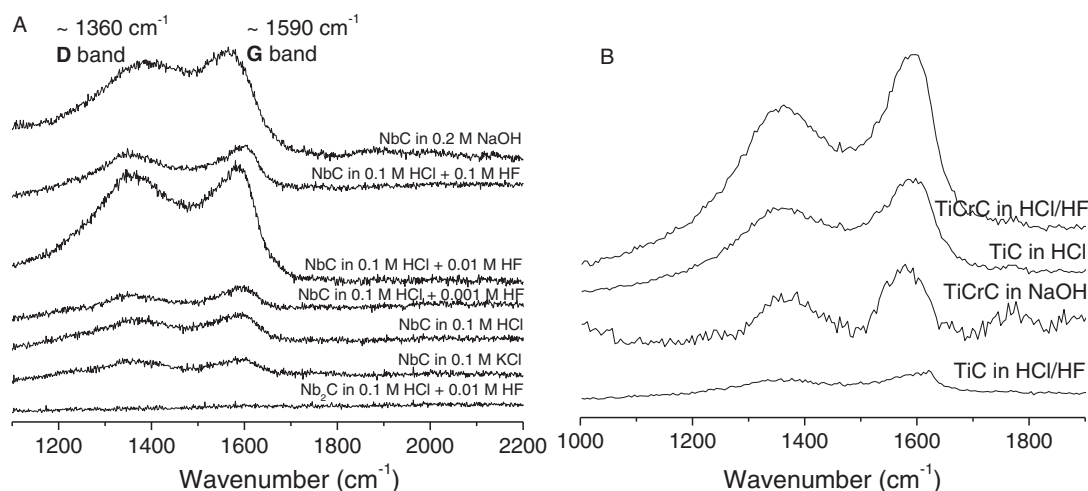 A
~ 1360 cm⁻¹
D band
~ 1590 cm⁻¹
G band
NbC in 0.2 M NaOH
NbC in 0.1 M HCl + 0.1 M HF
NbC in 0.1 M HCl + 0.01 M HF
NbC in 0.1 M HCl + 0.001 M HF
NbC in 0.1 M HCl
NbC in 0.1 M KCl
Nb₂C in 0.1 M HCl + 0.01 M HF
1200 1400 1600 1800 2000 2200
Wavenumber (cm⁻¹)
B
TiCrC in HCl/HF
TiC in HCl
TiCrC in NaOH
TiC in HCl/HF
1000 1200 1400 1600 1800
Wavenumber (cm⁻¹)